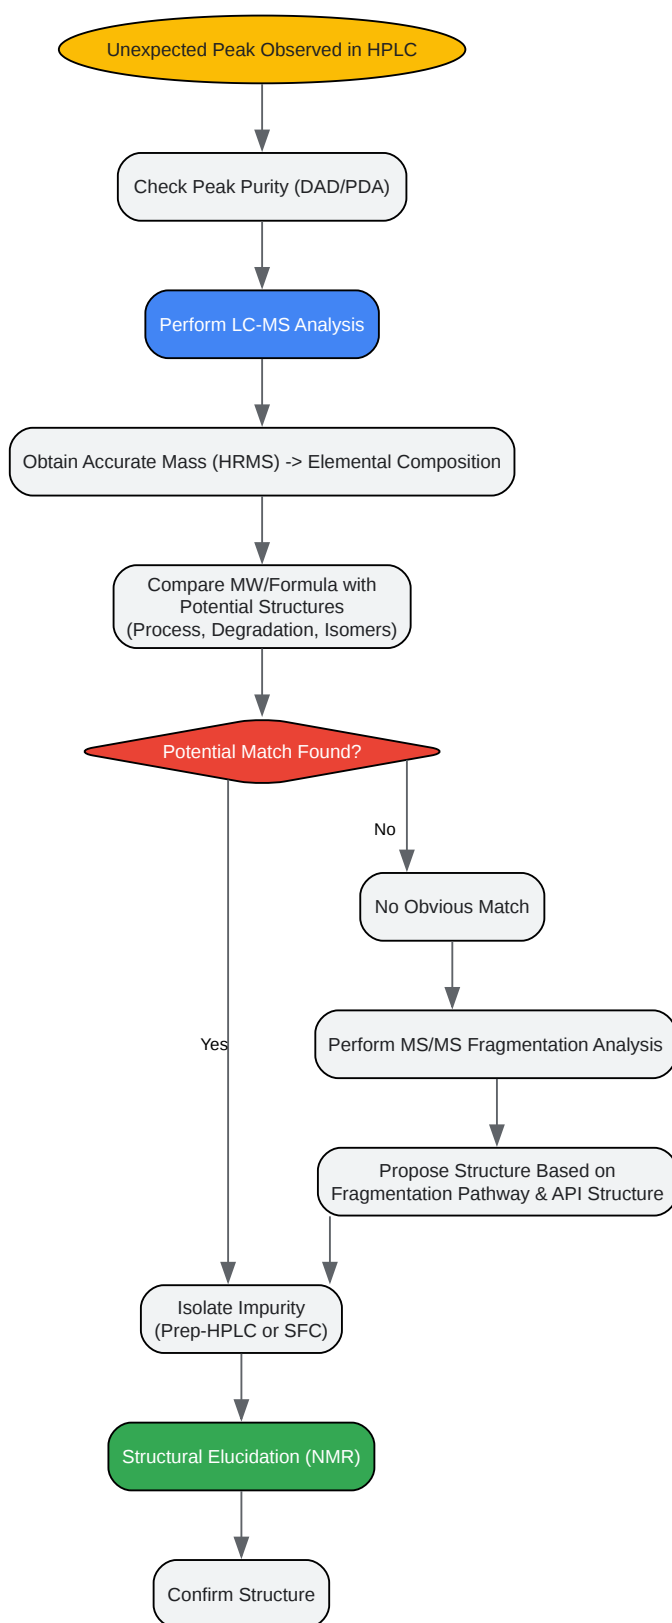 Unexpected Peak Observed in HPLC
Check Peak Purity (DAD/PDA)
Perform LC-MS Analysis
Obtain Accurate Mass (HRMS) -> Elemental Composition
Compare MW/Formula with
Potential Structures
(Process, Degradation, Isomers)
Potential Match Found?
No
No Obvious Match
Yes
Perform MS/MS Fragmentation Analysis
Propose Structure Based on
Fragmentation Pathway & API Structure
Isolate Impurity
(Prep-HPLC or SFC)
Structural Elucidation (NMR)
Confirm Structure